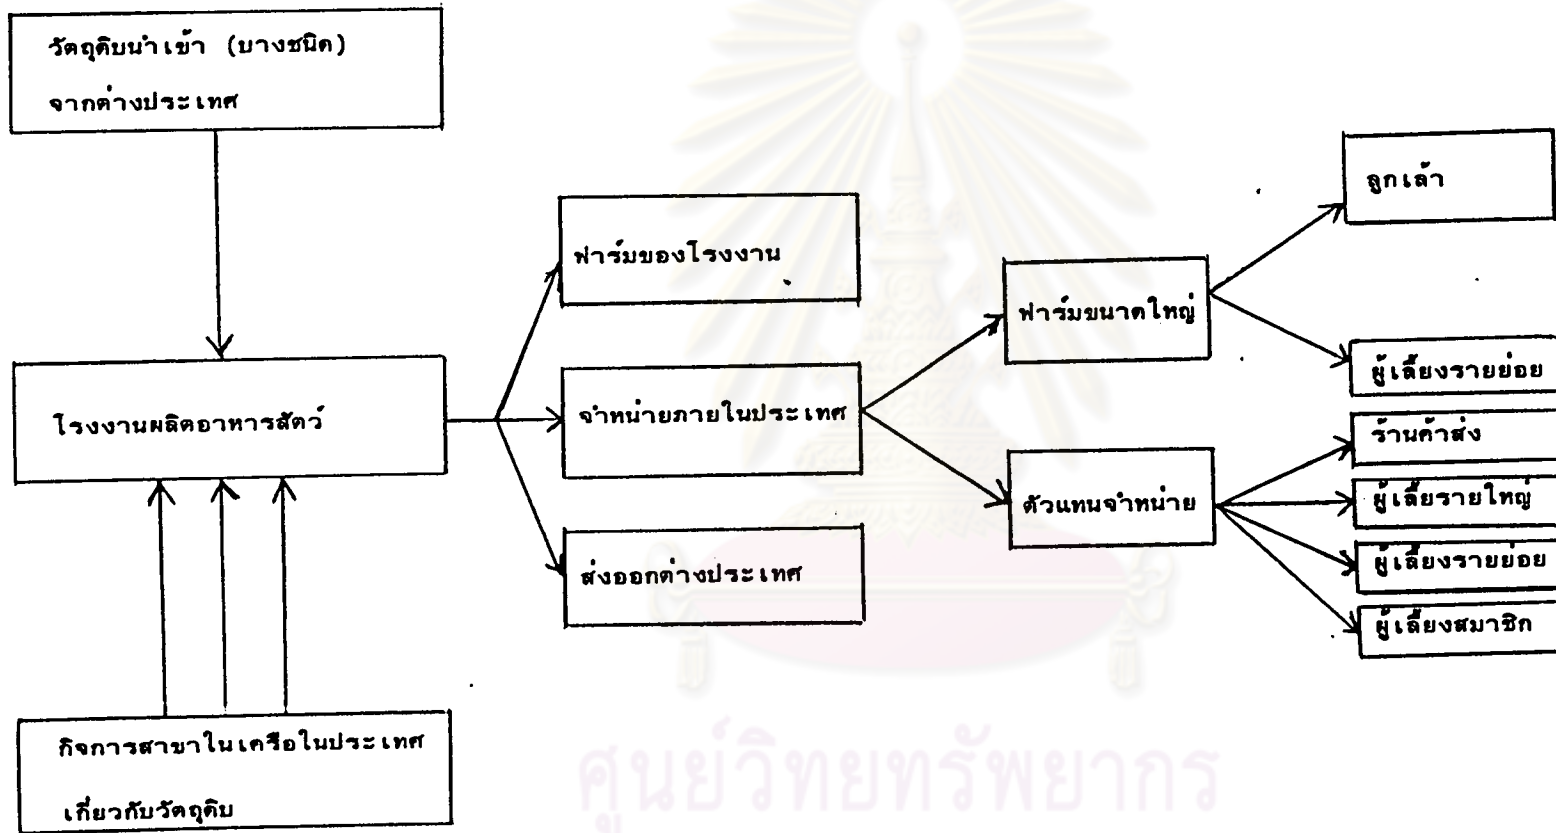 วัตถุดิบนำเข้า (บางชนิด)
จากต่างประเทศ
โรงงานผลิตอาหารสัตว์
กิจการสาขาในเครือในประเทศ
เกี่ยวกับวัตถุดิบ
ฟาร์มของโรงงาน
จำหน่ายภายในประเทศ
ส่งออกต่างประเทศ
ฟาร์มขนาดใหญ่
ตัวแทนจำหน่าย
ลูกเล้า
ผู้เลี้ยงรายย่อย
ร้านค้าส่ง
ผู้เลี้ยรายใหญ่
ผู้เลี้ยงรายย่อย
ผู้เลี้ยงสมาชิก
ศูนย์วิทยทรัพยากร